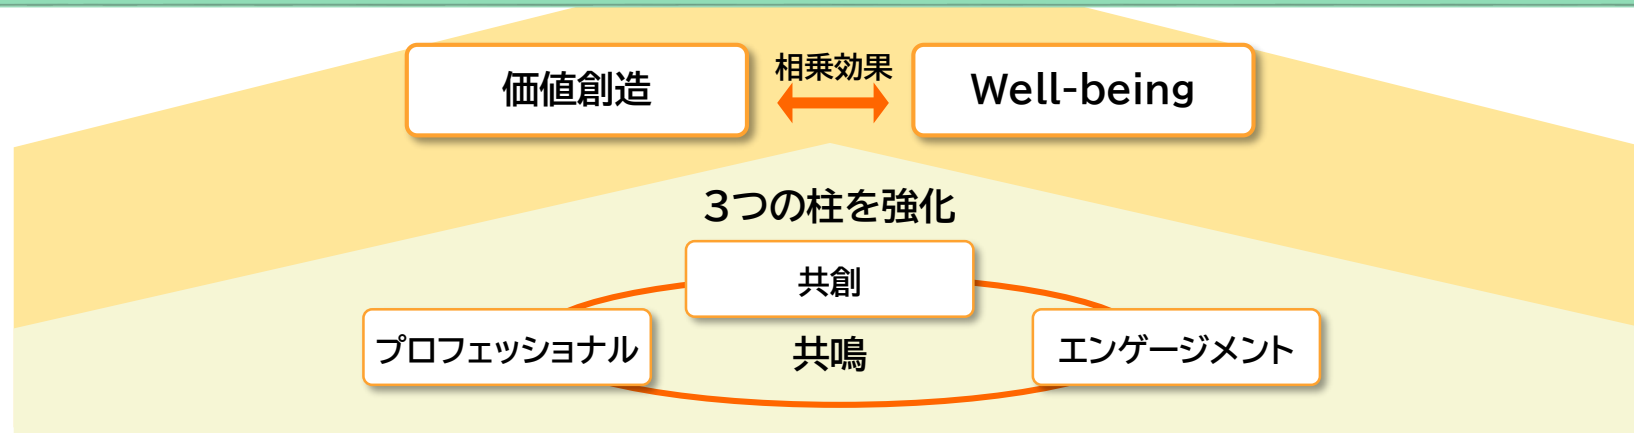 価値創造
相乗効果
Well-being
3つの柱を強化
共創
プロフェッショナル
共鳴
エンゲージメント